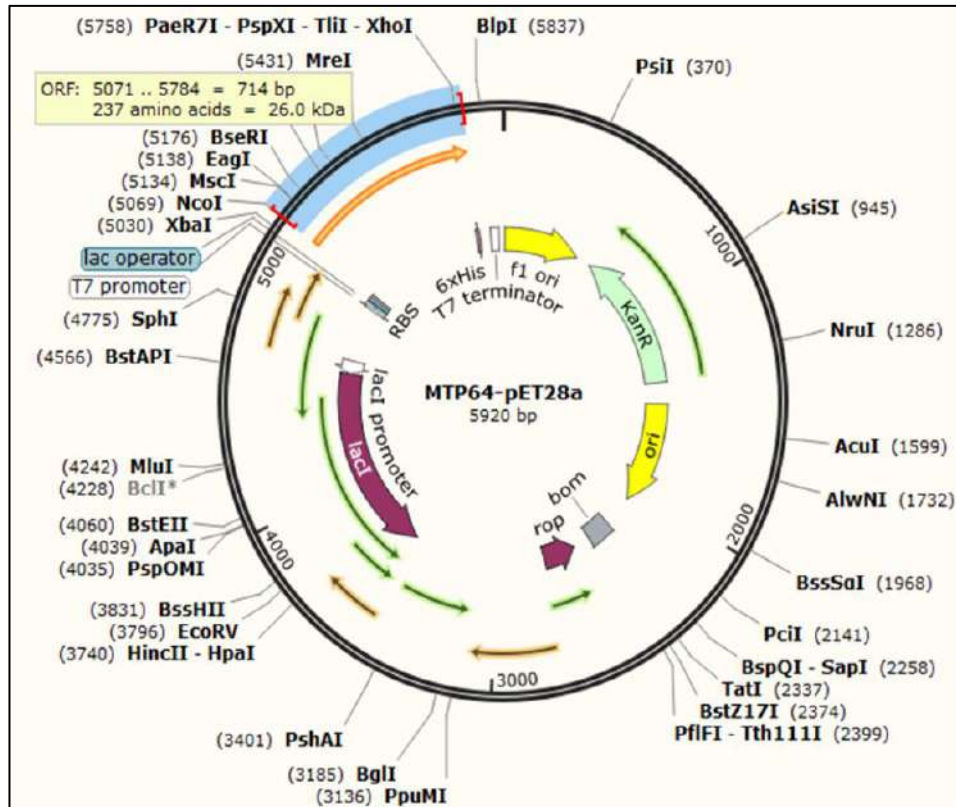 (5758) PaeR7I - PspXI - TliI - XhoI
BlpI (5837)
(5431) MreI
PsiI (370)
ORF: 5071 .. 5784 = 714 bp
237 amino acids = 26.0 kDa
(5176) BseRI
(5138) EagI
(5134) MscI
(5069) NcoI
(5030) XbaI
lac operator
T7 promoter
(4775) SphI
(4566) BstAPI
(4242) MluI
(4228) BclI*
(4060) BstEII
(4039) ApaI
(4035) PspOMI
(3831) BssHII
(3796) EcoRV
(3740) HincII - HpaI
(3401) PshAI
(3185) BglI
(3136) PpuMI
AsiSI (945)
NruI (1286)
AcuI (1599)
AlwNI (1732)
BssSαI (1968)
PciI (2141)
BspQI - SapI (2258)
TatI (2337)
BstZ17I (2374)
PflFI - Tth111I (2399)
1000
2000
3000
4000
5000
6xHis
T7 terminator
f1 ori
KanR
ori
bom
rop
RBS
lacI promoter
lacI
MTP64-pET28a
5920 bp